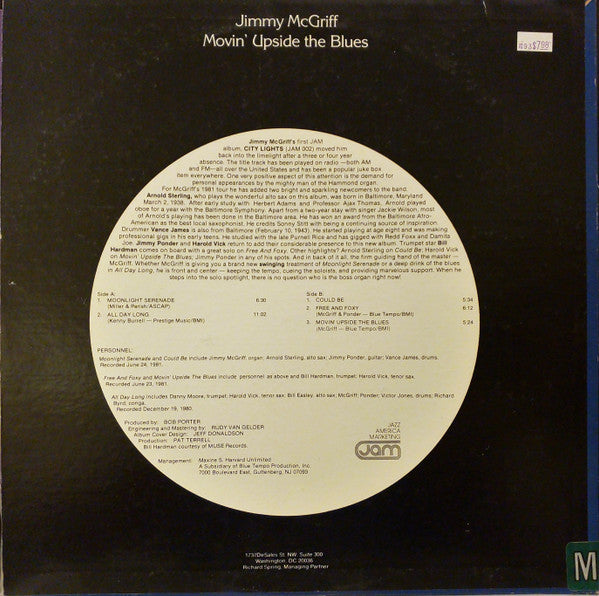 Jimmy McGriff
Movin' Upside the Blues
$7.99
Jimmy McGriff's first JAM
album, CITY LIGHTS (JAM 002) moved him
back into the limelight after a three or four year
absence. The title track has been played on radio —both AM
and FM—all over the United States and has been a popular juke box
item everywhere. One very positive aspect of this attention is the demand for
personal appearances by the mighty man of the Hammond organ.
For McGriff's 1981 tour he has added two bright and sparkling newcomers to the band;
Arnold Sterling, who plays the wonderful alto sax on this album, was born in Baltimore, Maryland
March 2, 1938. After early study with Herbert Adams and Professor Ajax Thomas, Arnold played
oboe for a year with the Baltimore Symphony. Apart from a two-year stay with singer Jackie Wilson, most
of Arnold's playing has been done in the Baltimore area. He has won an award from the Baltimore Afro-
American as the best local saxophonist. He credits Sonny Stitt with being a continuing source of inspiration.
Drummer Vance James is also from Baltimore (February 10, 1943). He started playing at age eight and was making
professional gigs in his early teens. He studied with the late Purnell Rice and has gigged with Redd Foxx and Damita
Joe. Jimmy Ponder and Harold Vick return to add their considerable presence to this new album. Trumpet star Bill
Hardman comes on board with a great solo on Free And Foxy. Other highlights? Arnold Sterling on Could Be; Harold Vick
on Movin' Upside The Blues; Jimmy Ponder in any of his spots. And in back of it all, the firm guiding hand of the master —
McGriff. Whether McGriff is giving you a brand new swinging treatment of Moonlight Serenade or a deep drink of the blues
in All Day Long, he is front and center — keeping the tempo, cueing the soloists, and providing marvelous support. When he
steps into the solo spotlight, there is no question who is the boss organ right now!
Side A:
1. MOONLIGHT SERENADE 6:30
(Miller & Parish/ASCAP)
2. ALL DAY LONG 11:02
(Kenny Burrell — Prestige Music/BMI)
Side B:
1. COULD BE 5:34
2. FREE AND FOXY 6:12
(McGriff & Ponder — Blue Tempo/BMI)
3. MOVIN' UPSIDE THE BLUES 5:24
(McGriff — Blue Tempo/BMI)
PERSONNEL:
Moonlight Serenade and Could Be include Jimmy McGriff, organ; Arnold Sterling, alto sax; Jimmy Ponder, guitar; Vance James, drums.
Recorded June 24, 1981.
Free And Foxy and Movin' Upside The Blues include personnel as above and Bill Hardman, trumpet; Harold Vick, tenor sax.
Recorded June 23, 1981.
All Day Long Includes Danny Moore, trumpet; Harold Vick, tenor sax; Bill Easley, alto sax; McGriff; Ponder; Victor Jones, drums; Richard
Byrd, conga.
Recorded December 19, 1980.
Produced by: BOB PORTER
Engineering and Mastering by: RUDY VAN GELDER
Album Cover Design: JEFF DONALDSON
Production: PAT TERRELL
Bill Hardman courtesy of MUSE Records.
JAZZ
AMERICA
MARKETING
Jam
Management: Maxine S. Harvard Unlimited
A Subsidiary of Blue Tempo Production, Inc.
7000 Boulevard East, Guttenberg, NJ 07093
1737DeSales St. NW, Suite 300
Washington, DC 20036
Richard Spring, Managing Partner
M